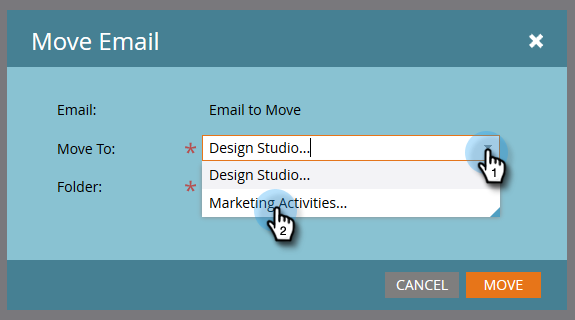 Move Email
Email: Email to Move
Move To: * Design Studio...
1
Folder: * Design Studio...
Marketing Activities...
2
CANCEL MOVE